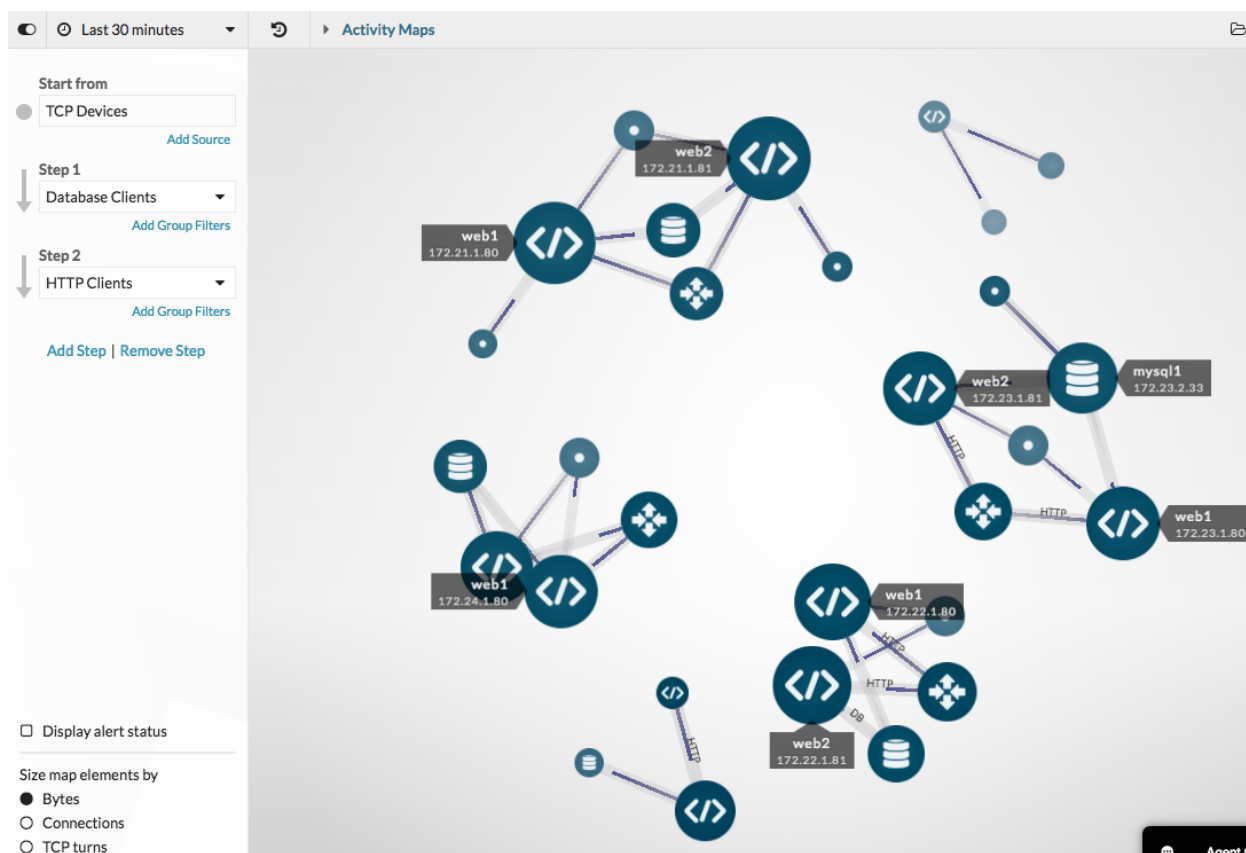 Last 30 minutes
Activity Maps
Start from
TCP Devices
Add Source
Step 1
Database Clients
Add Group Filters
Step 2
HTTP Clients
Add Group Filters
Add Step | Remove Step
Display alert status
Size map elements by
Bytes
Connections
TCP turns
web2
172.21.1.81
web1
172.21.1.80
mysql1
172.23.2.33
web2
172.23.1.81
HTTP
HTTP
web1
172.23.1.80
web1
172.24.1.80
web1
172.22.1.80
HTTP
HTTP
DB
web2
172.22.1.81
HTTP
Agent